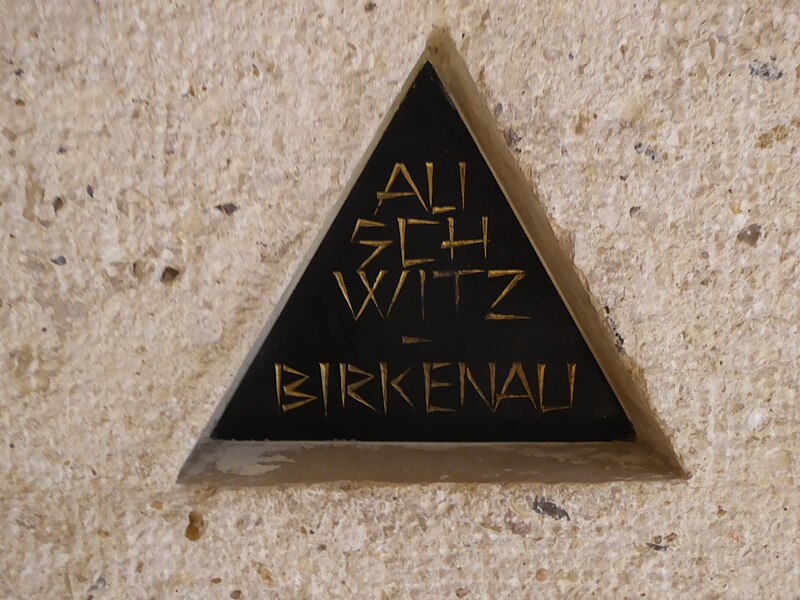 AU
SCH
WITZ
-
BIRKENAU